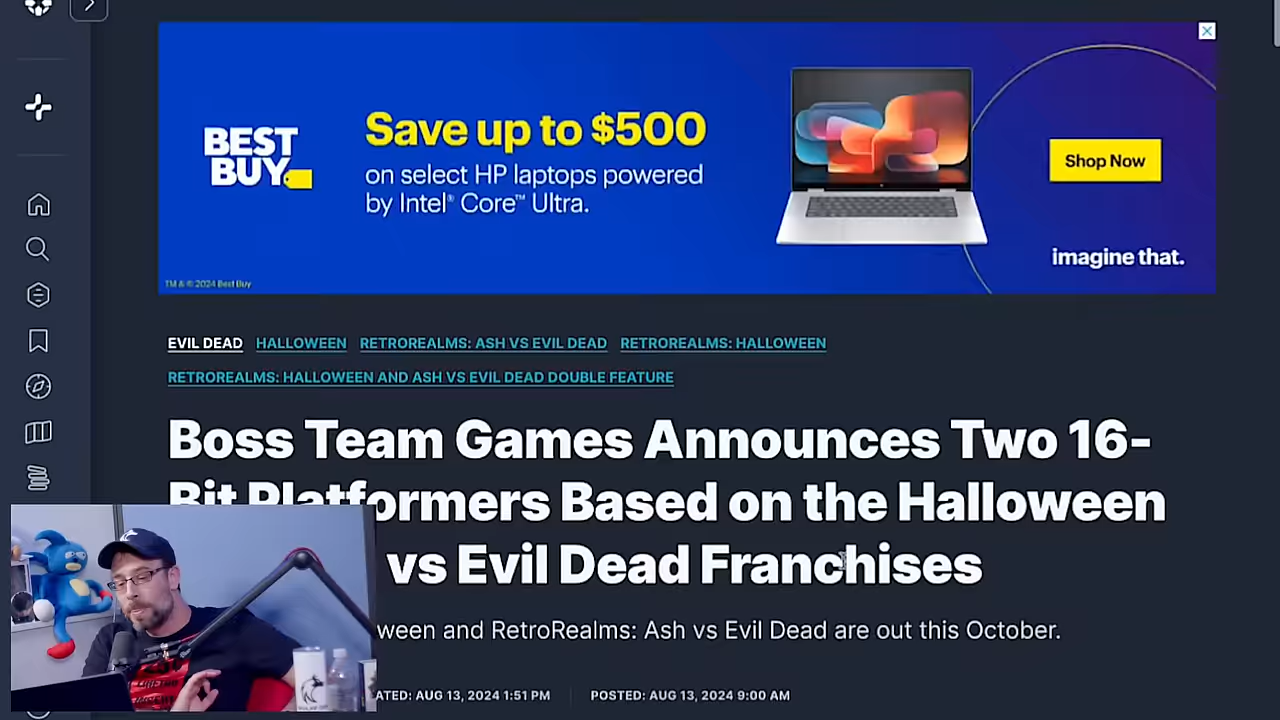 BEST
BUY
Save up to $500
on select HP laptops powered
by Intel® Core™ Ultra.
Shop Now
imagine that.
TM & © 2024 Best Buy
EVIL DEAD HALLOWEEN RETROREALMS: ASH VS EVIL DEAD RETROREALMS: HALLOWEEN
RETROREALMS: HALLOWEEN AND ASH VS EVIL DEAD DOUBLE FEATURE
Boss Team Games Announces Two 16-
Bit Platformers Based on the Halloween
vs Evil Dead Franchises
ween and RetroRealms: Ash vs Evil Dead are out this October.
ATED: AUG 13, 2024 1:51 PM POSTED: AUG 13, 2024 9:00 AM